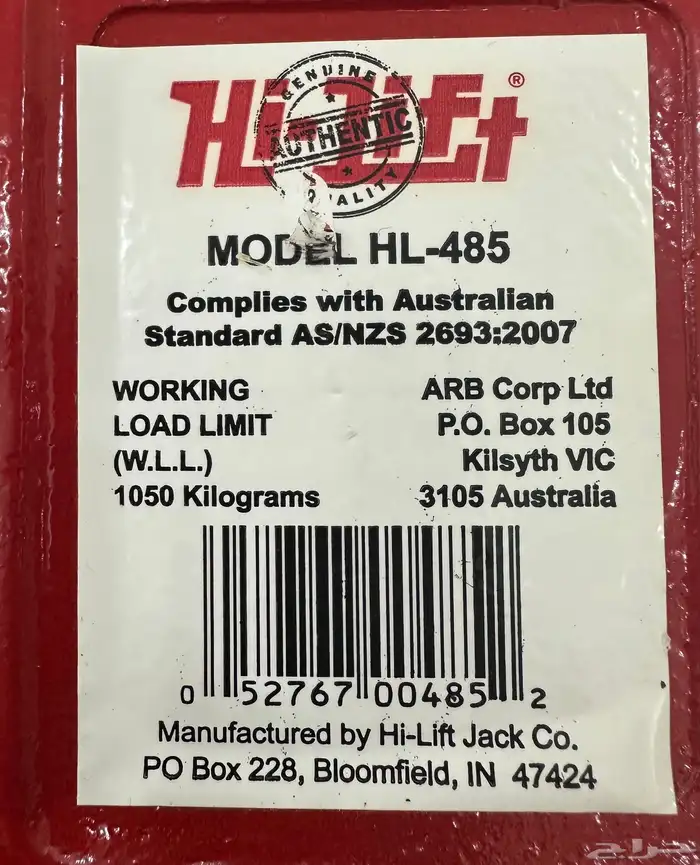 Hi-Lift®
GENUINE
AUTHENTIC
QUALITY
MODEL HL-485
Complies with Australian
Standard AS/NZS 2693:2007
WORKING
LOAD LIMIT
(W.L.L.)
1050 Kilograms
ARB Corp Ltd
P.O. Box 105
Kilsyth VIC
3105 Australia
0 52767 00485 2
Manufactured by Hi-Lift Jack Co.
PO Box 228, Bloomfield, IN 47424
حراج